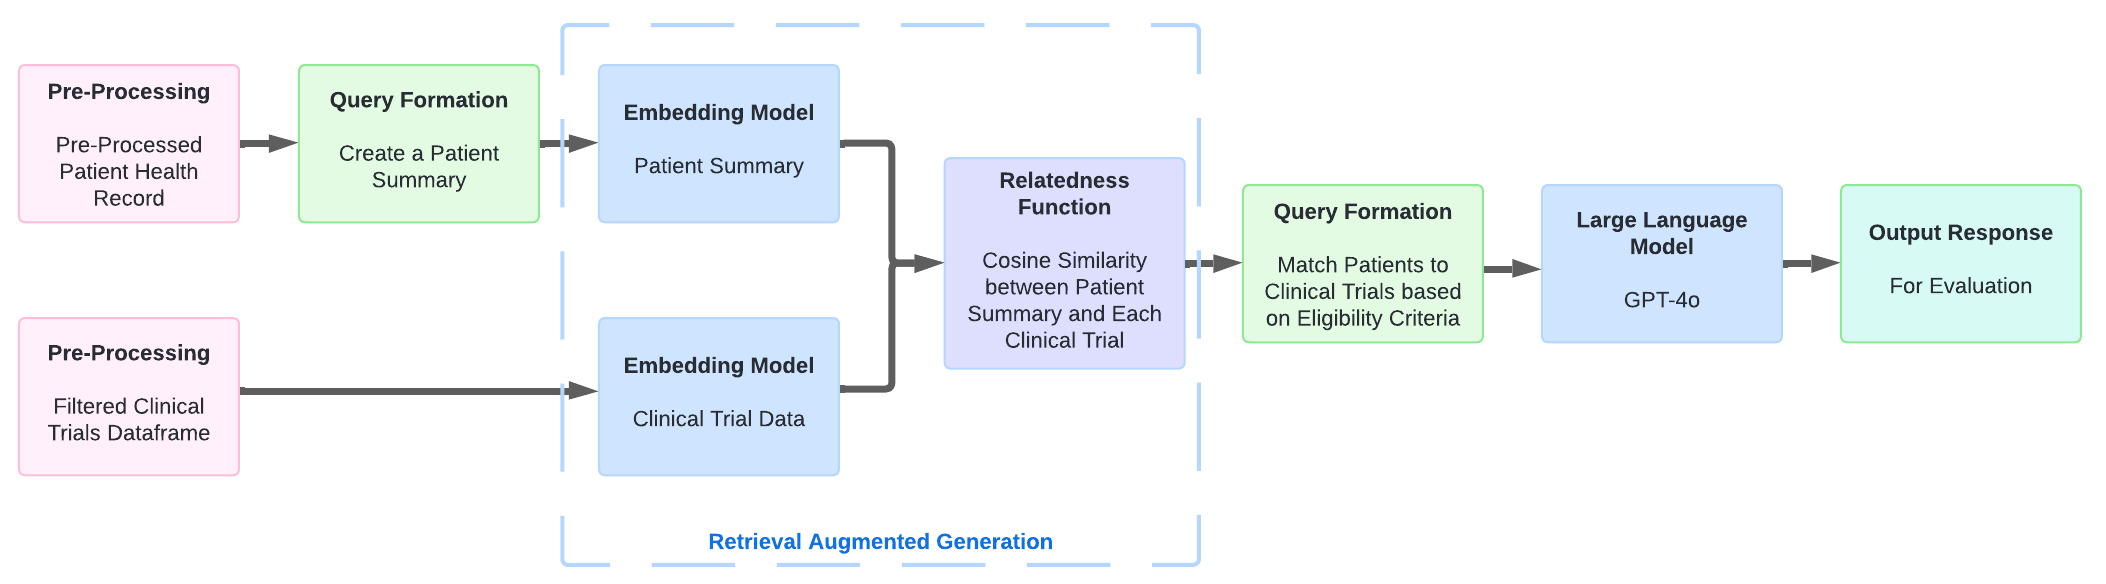 Pre-Processing
Pre-Processed
Patient Health
Record
Query Formation
Create a Patient
Summary
Embedding Model
Patient Summary
Pre-Processing
Filtered Clinical
Trials Dataframe
Embedding Model
Clinical Trial Data
Relatedness
Function
Cosine Similarity
between Patient
Summary and Each
Clinical Trial
Retrieval Augmented Generation
Query Formation
Match Patients to
Clinical Trials based
on Eligibility Criteria
Large Language
Model
GPT-4o
Output Response
For Evaluation